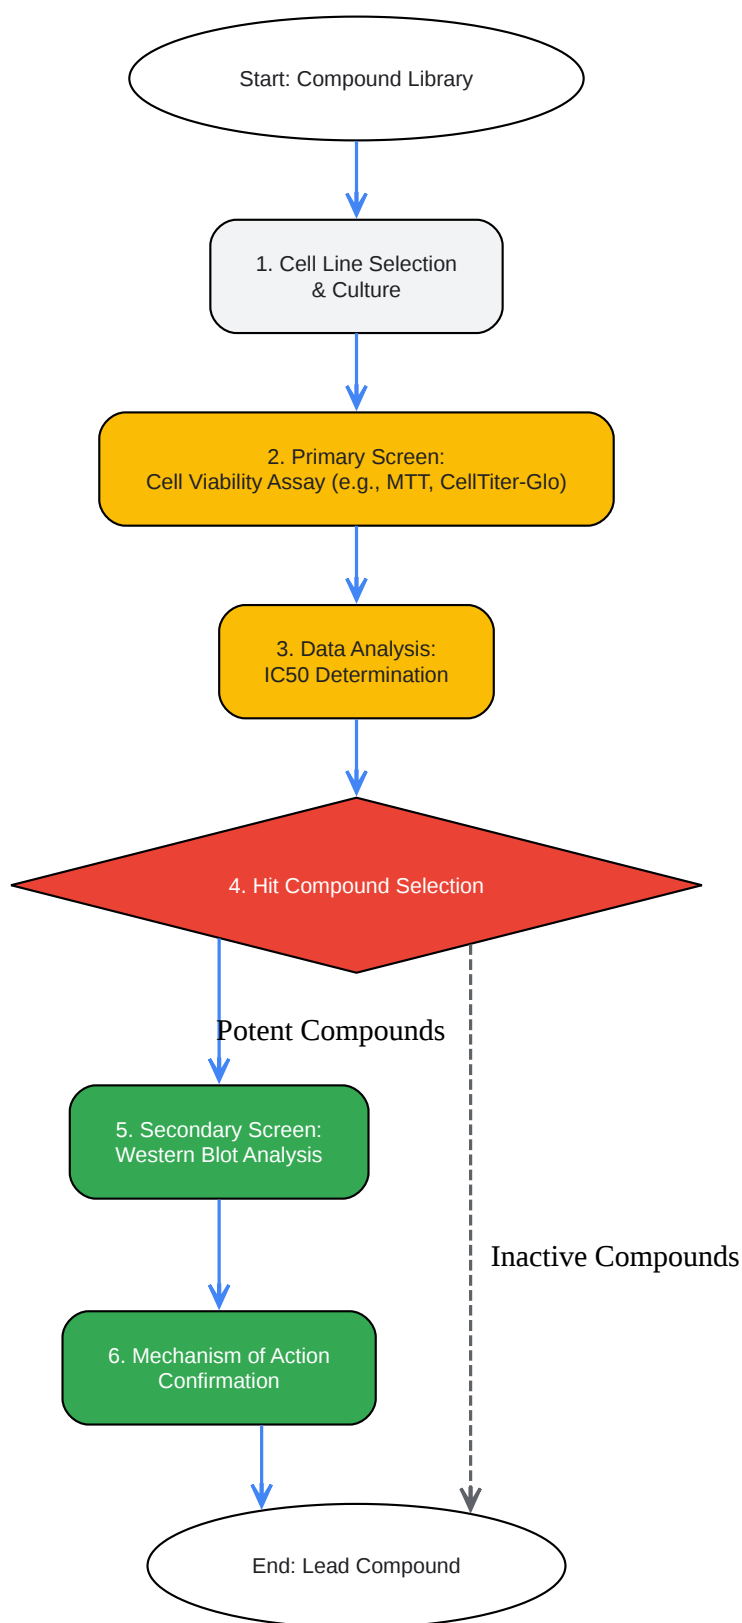 Start: Compound Library
1. Cell Line Selection
& Culture
2. Primary Screen:
Cell Viability Assay (e.g., MTT, CellTiter-Glo)
3. Data Analysis:
IC50 Determination
4. Hit Compound Selection
Potent Compounds
5. Secondary Screen:
Western Blot Analysis
Inactive Compounds
6. Mechanism of Action
Confirmation
End: Lead Compound